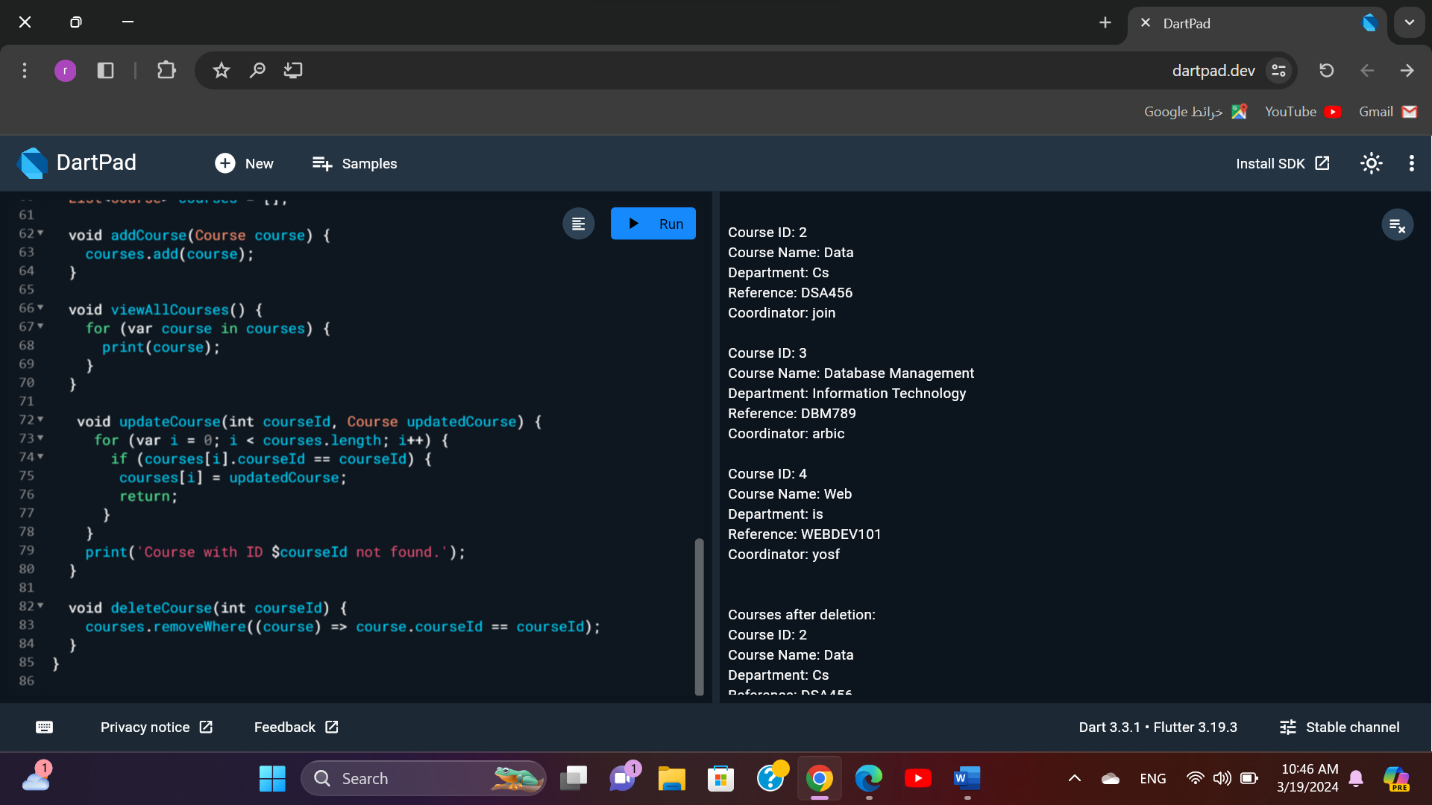 DartPad
dartpad.dev
r
خرائط Google
YouTube
Gmail
DartPad
New
Samples
Install SDK
List<Course> courses = [];
61
62 void addCourse(Course course) {
63 courses.add(course);
64 }
65
66 void viewAllCourses() {
67 for (var course in courses) {
68 print(course);
69 }
70 }
71
72 void updateCourse(int courseId, Course updatedCourse) {
73 for (var i = 0; i < courses.length; i++) {
74 if (courses[i].courseId == courseId) {
75 courses[i] = updatedCourse;
76 return;
77 }
78 }
79 print('Course with ID $courseId not found.');
80 }
81
82 void deleteCourse(int courseId) {
83 courses.removeWhere((course) => course.courseId == courseId);
84 }
85 }
86
Run
Course ID: 2
Course Name: Data
Department: Cs
Reference: DSA456
Coordinator: join
Course ID: 3
Course Name: Database Management
Department: Information Technology
Reference: DBM789
Coordinator: arbic
Course ID: 4
Course Name: Web
Department: is
Reference: WEBDEV101
Coordinator: yosf
Courses after deletion:
Course ID: 2
Course Name: Data
Department: Cs
Reference: DSA456
Privacy notice
Feedback
Dart 3.3.1 • Flutter 3.19.3
Stable channel
1
Search
1
ENG
10:46 AM
3/19/2024
PRE